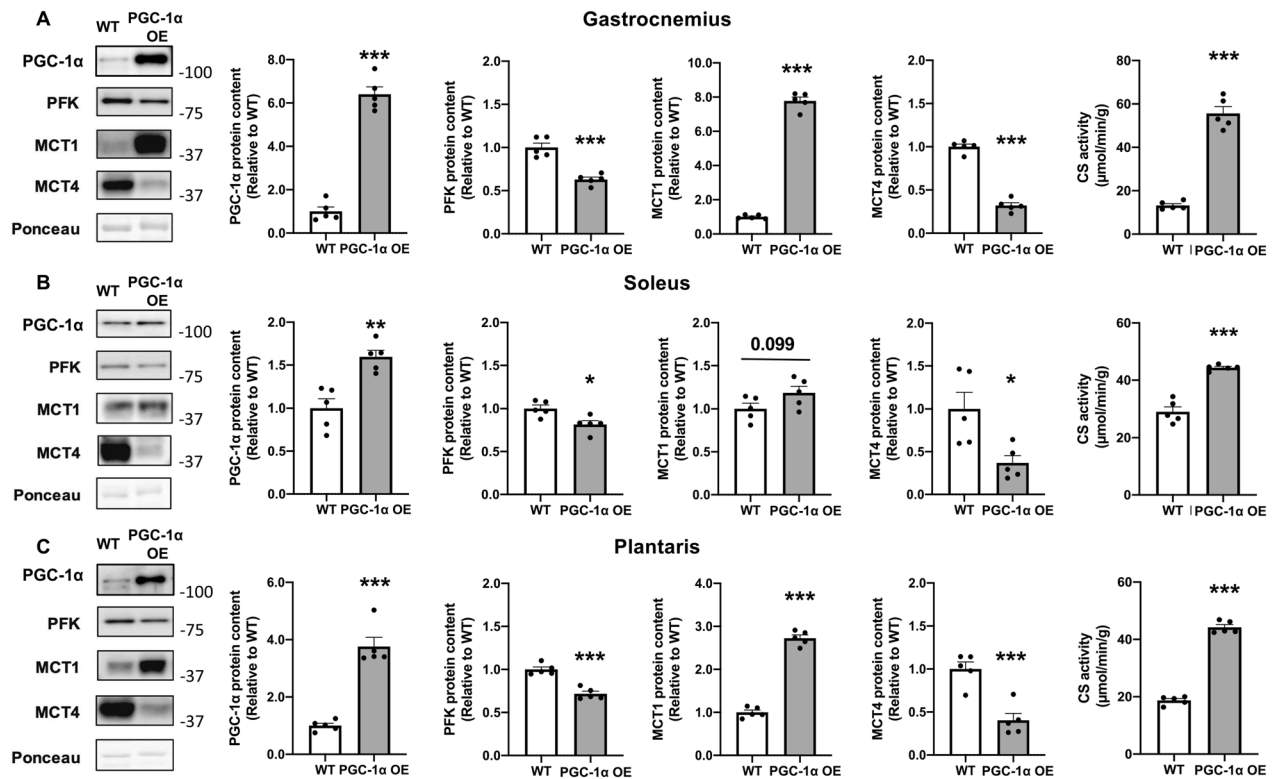 A
Gastrocnemius
WT
PGC-1α
OE
PGC-1α
-100
PFK
-75
MCT1
-37
MCT4
-37
Ponceau
PGC-1α protein content
(Relative to WT)
8.0
6.0
4.0
2.0
0.0
***
WT PGC-1α OE
PFK protein content
(Relative to WT)
2.0
1.5
1.0
0.5
0.0
***
WT PGC-1α OE
MCT1 protein content
(Relative to WT)
10.0
8.0
6.0
4.0
2.0
0.0
***
WT PGC-1α OE
MCT4 protein content
(Relative to WT)
2.0
1.5
1.0
0.5
0.0
***
WT PGC-1α OE
CS activity
(µmol/min/g)
80
60
40
20
0
***
WT PGC-1α OE
B
Soleus
WT
PGC-1α
OE
PGC-1α
-100
PFK
-75
MCT1
-37
MCT4
-37
Ponceau
PGC-1α protein content
(Relative to WT)
2.0
1.5
1.0
0.5
0.0
**
WT PGC-1α OE
PFK protein content
(Relative to WT)
2.0
1.5
1.0
0.5
0.0
*
WT PGC-1α OE
MCT1 protein content
(Relative to WT)
2.0
1.5
1.0
0.5
0.0
0.099
WT PGC-1α OE
MCT4 protein content
(Relative to WT)
2.0
1.5
1.0
0.5
0.0
*
WT PGC-1α OE
CS activity
(µmol/min/g)
60
40
20
0
***
WT PGC-1α OE
C
Plantaris
WT
PGC-1α
OE
PGC-1α
-100
PFK
-75
MCT1
-37
MCT4
-37
Ponceau
PGC-1α protein content
(Relative to WT)
6.0
4.0
2.0
0.0
***
WT PGC-1α OE
PFK protein content
(Relative to WT)
2.0
1.5
1.0
0.5
0.0
***
WT PGC-1α OE
MCT1 protein content
(Relative to WT)
4.0
3.0
2.0
1.0
0.0
***
WT PGC-1α OE
MCT4 protein content
(Relative to WT)
2.0
1.5
1.0
0.5
0.0
***
WT PGC-1α OE
CS activity
(µmol/min/g)
60
40
20
0
***
WT PGC-1α OE